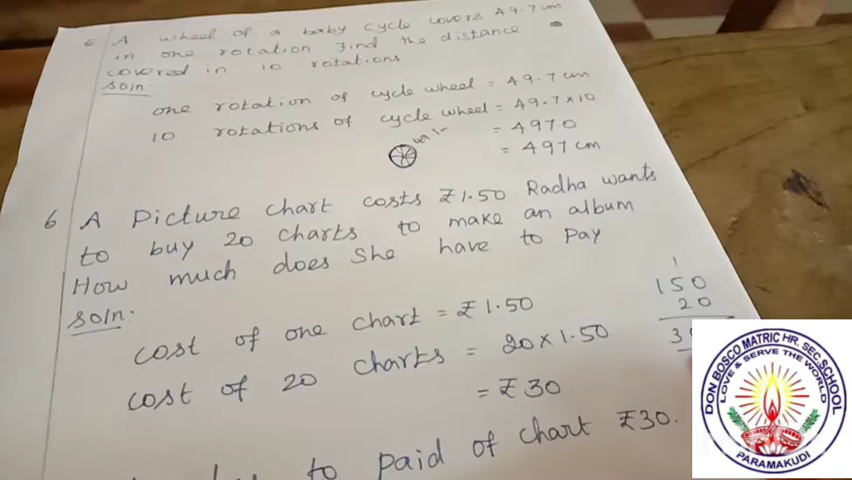 6 A wheel of a baby cycle covers 49.7 cm
in one rotation Find the distance
covered in 10 rotations
Soln:
one rotation of cycle wheel = 49.7 cm
10 rotations of cycle wheel = 49.7 x 10
= 4970
= 497 cm
6 A Picture chart costs ₹1.50 Radha wants
to buy 20 charts to make an album
How much does She have to Pay
Soln:
cost of one chart = ₹1.50
cost of 20 charts = 20 x 1.50
= ₹30
1
150
20
3
to paid of chart ₹30.
DON BOSCO MATRIC HR. SEC. SCHOOL
LOVE & SERVE THE WORLD
PARAMAKUDI